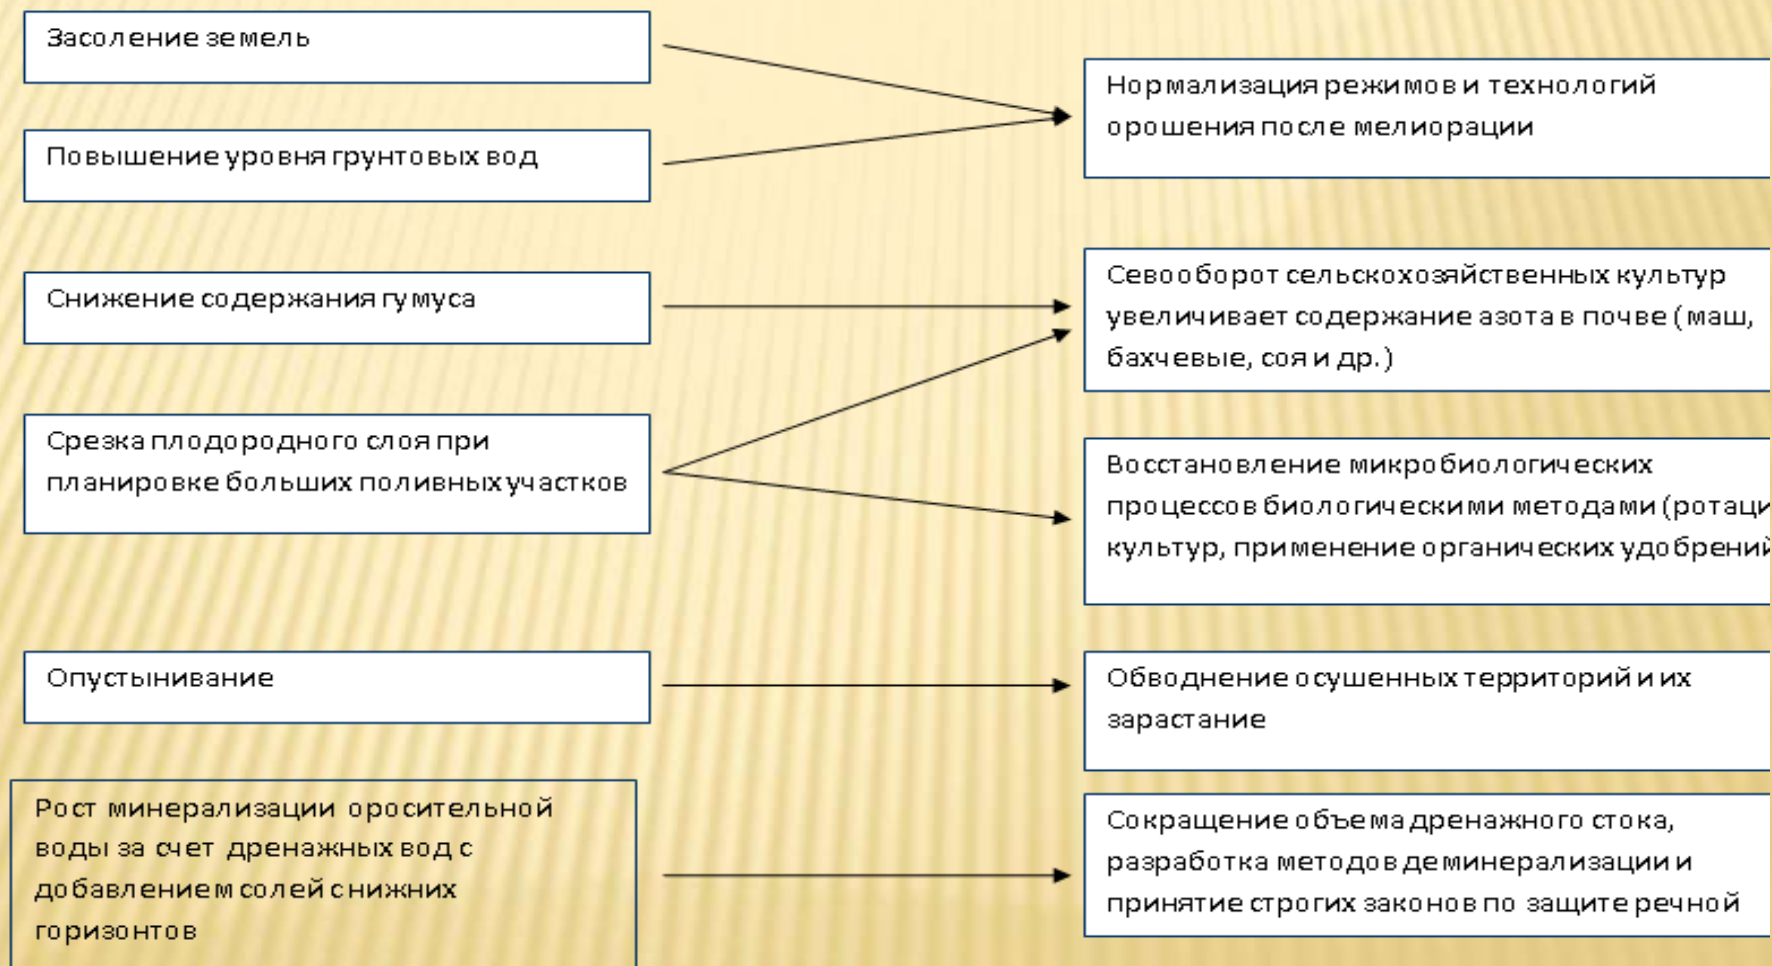 Засоление земель
Повышение уровня грунтовых вод
Снижение содержания гумуса
Срезка плодородного слоя при
планировке больших поливных участков
Опустынивание
Рост минерализации оросительной
воды за счет дренажных вод с
добавлением солей с нижних
горизонтов
Нормализация режимов и технологий
орошения после мелиорации
Севооборот сельскохозяйственных культур
увеличивает содержание азота в почве (маш,
бахчевые, соя и др.)
Восстановление микробиологических
процессов биологическими методами (ротаци
культур, применение органических удобрений
Обводнение осушенных территорий и их
зарастание
Сокращение объема дренажного стока,
разработка методов деминерализации и
принятие строгих законов по защите речной